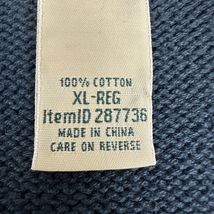 100% COTTON
XL-REG
ItemID 287736
MADE IN CHINA
CARE ON REVERSE